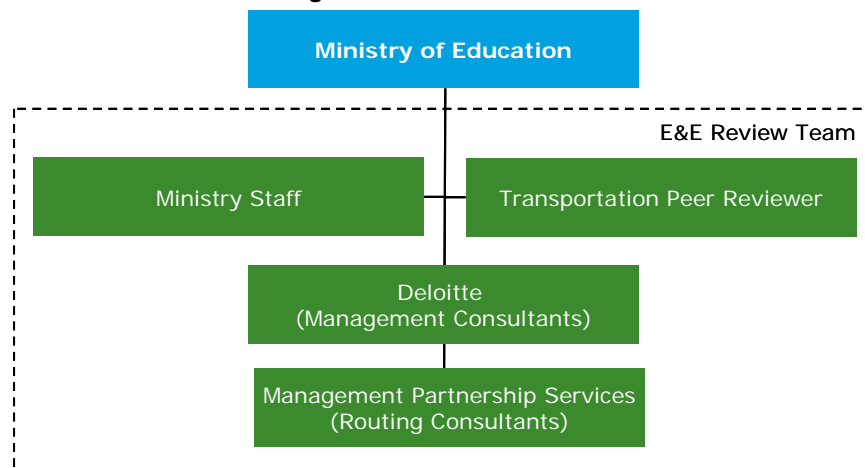 Ministry of Education
E&E Review Team
Ministry Staff
Transportation Peer Reviewer
Deloitte
(Management Consultants)
Management Partnership Services
(Routing Consultants)